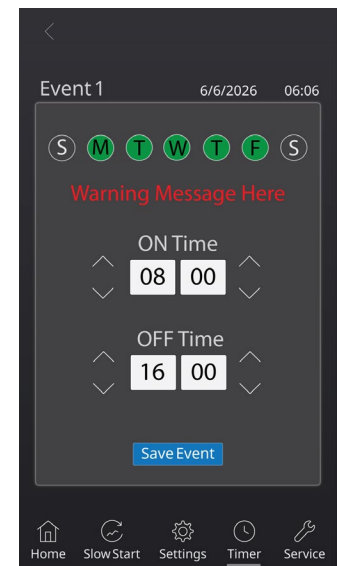 Event 1 6/6/2026 06:06
S M T W T F S
Warning Message Here
ON Time
08 00
OFF Time
16 00
Save Event
Home Slow Start Settings Timer Service